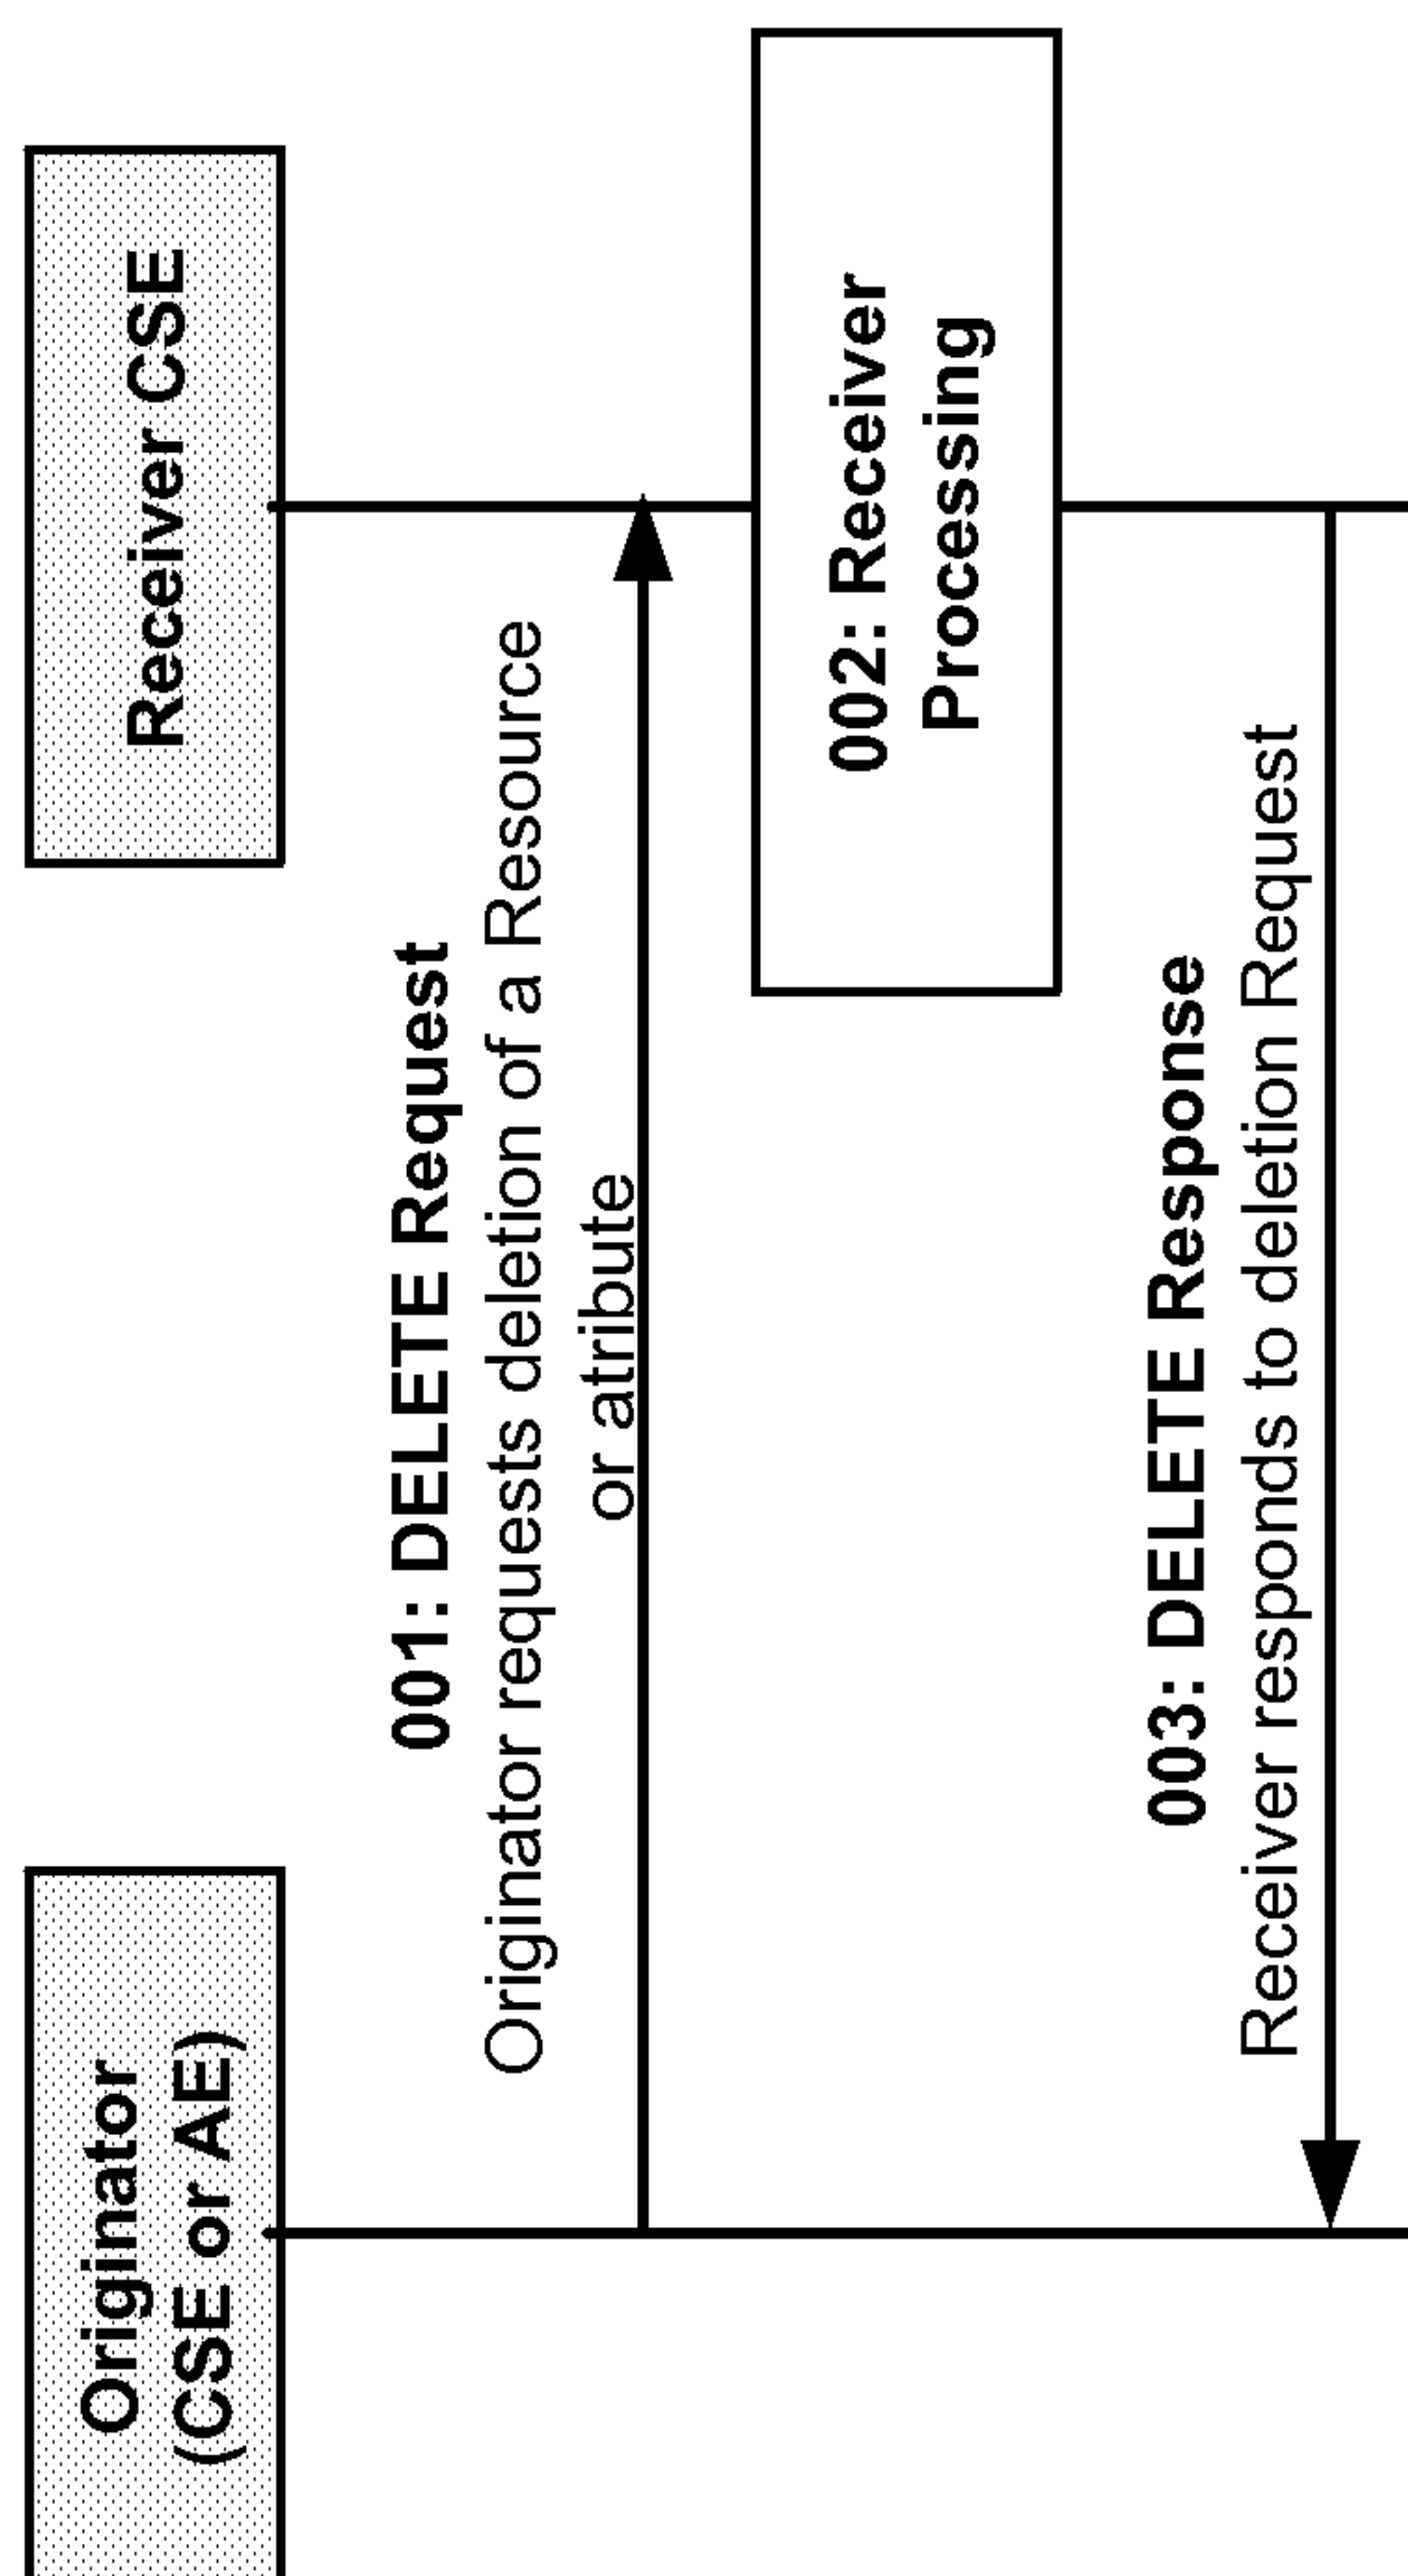 Originator
(CSE or AE)
Receiver CSE
001: DELETE Request
Originator requests deletion of a Resource
or atribute
002: Receiver
Processing
003: DELETE Response
Receiver responds to deletion Request